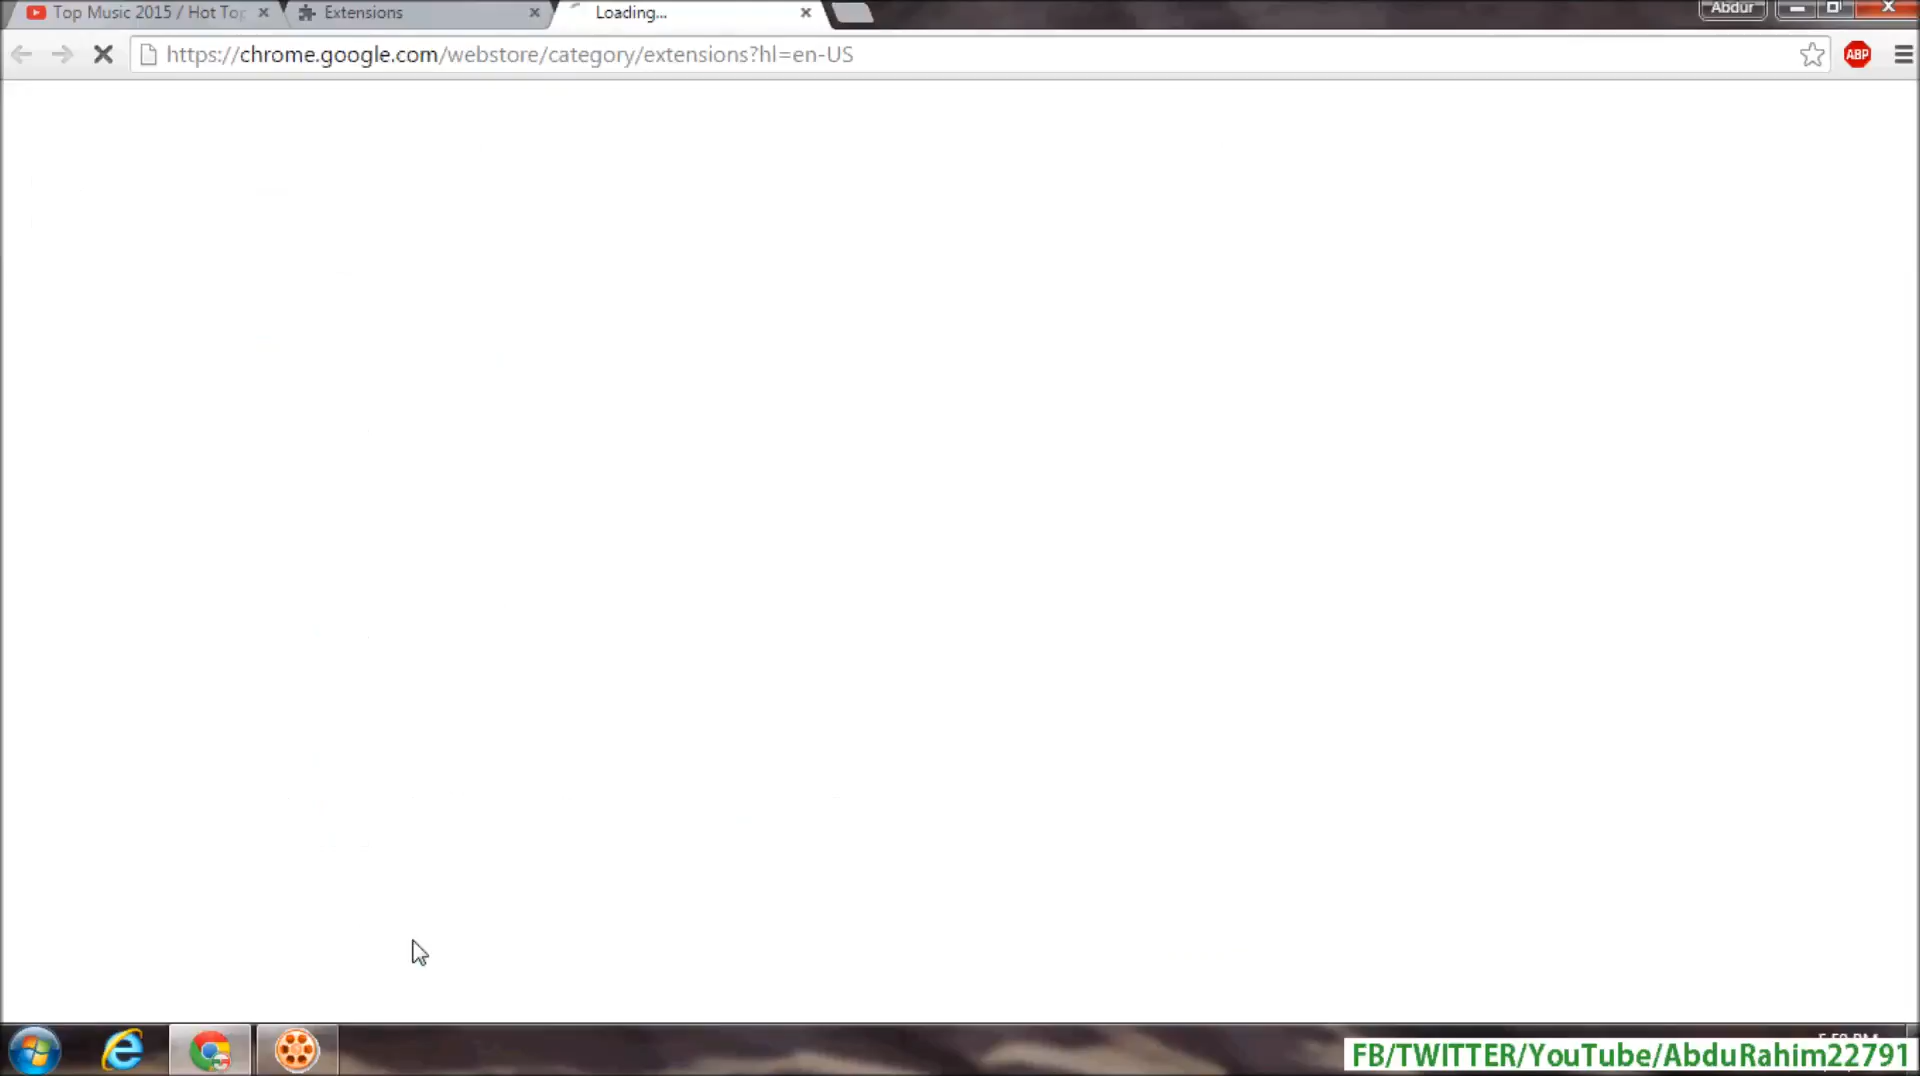 Top Music 2015 / Hot Top
Extensions
Loading...
Abdur
https://chrome.google.com/webstore/category/extensions?hl=en-US
ABP
FB/TWITTER/YouTube/AbduRahim22791